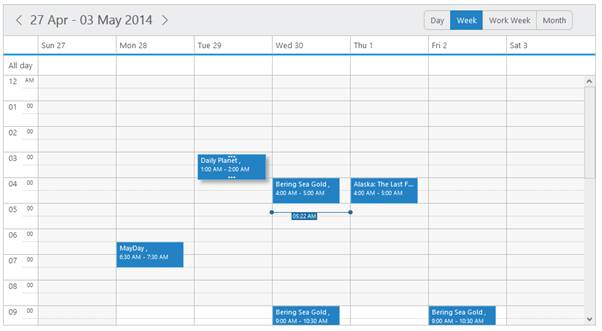 27 Apr - 03 May 2014
Day Week Work Week Month
Sun 27 Mon 28 Tue 29 Wed 30 Thu 1 Fri 2 Sat 3
All day
12 AM
01 00
02 00
03 00
Daily Planet ,
1:00 AM - 2:00 AM
04 00
Bering Sea Gold ,
4:00 AM - 5:00 AM
Alaska: The Last F...
4:00 AM - 5:00 AM
05 00
05:22 AM
06 00
MayDay ,
6:30 AM - 7:30 AM
07 00
08 00
09 00
Bering Sea Gold ,
9:00 AM - 10:30 AM
Bering Sea Gold ,
9:00 AM - 10:30 AM